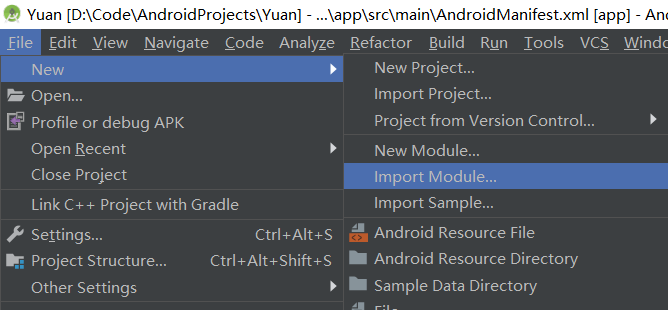 Yuan [D:\Code\AndroidProjects\Yuan] - ...\app\src\main\AndroidManifest.xml [app] - An
File Edit View Navigate Code Analyze Refactor Build Run Tools VCS Windo
New
Open...
Profile or debug APK
Open Recent
Close Project
Link C++ Project with Gradle
Settings... Ctrl+Alt+S
Project Structure... Ctrl+Alt+Shift+S
Other Settings
New Project...
Import Project...
Project from Version Control...
New Module...
Import Module...
Import Sample...
Android Resource File
Android Resource Directory
Sample Data Directory
File